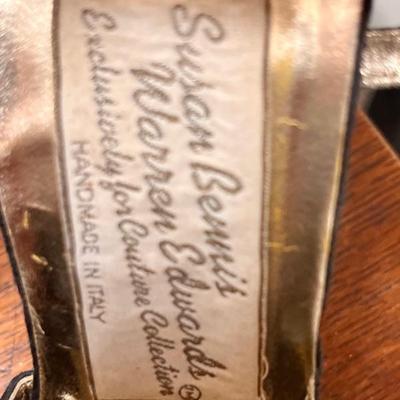 Susan Bennis
Warren Edwards
Exclusively for Couture Collection
HANDMADE IN ITALY